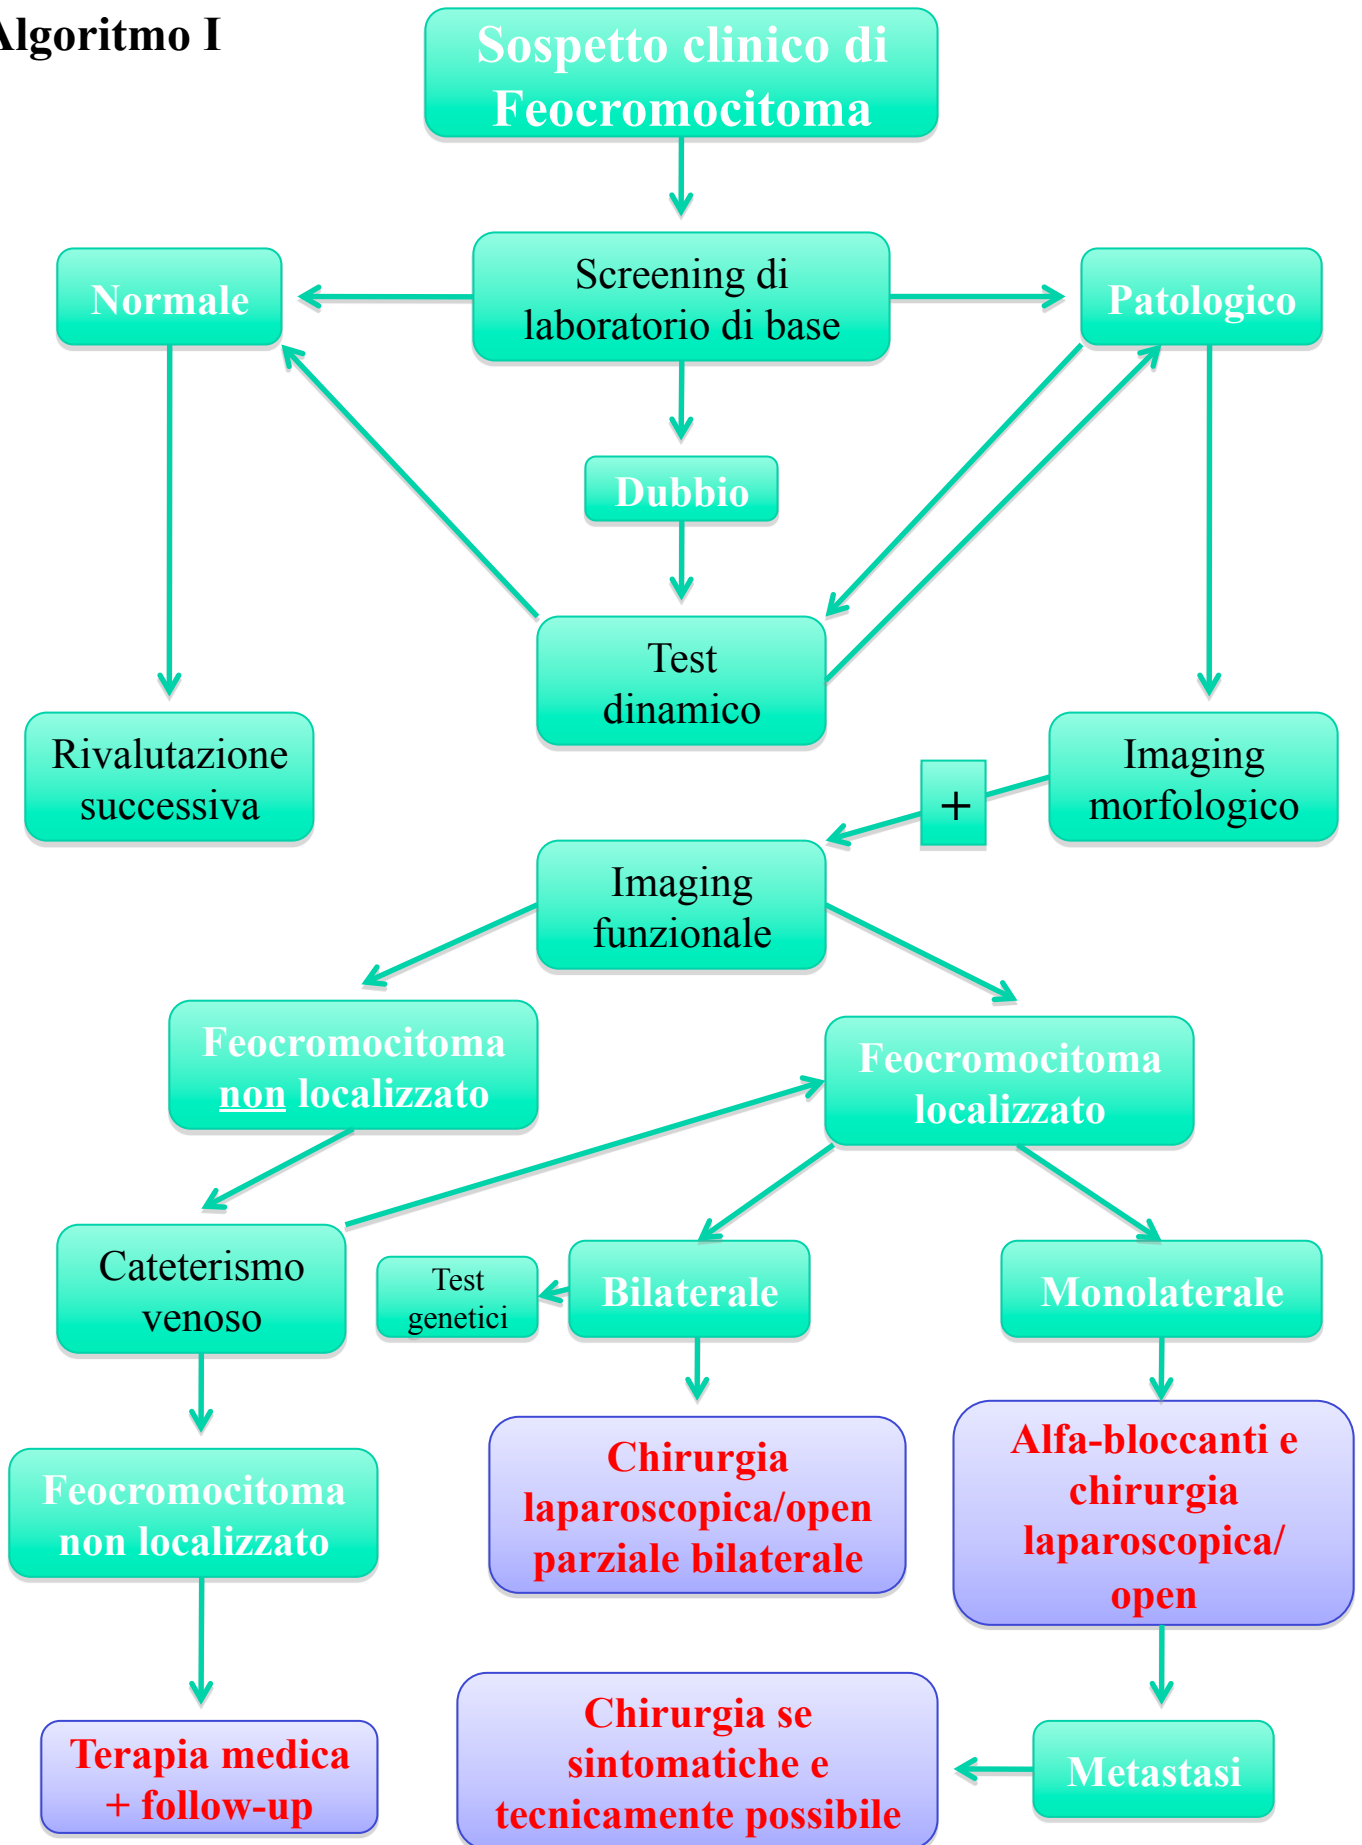 Algoritmo I
Sospetto clinico di
Feocromocitoma
Normale
Screening di
laboratorio di base
Patologico
Dubbio
Test
dinamico
Rivalutazione
successiva
Imaging
morfologico
+
Imaging
funzionale
Feocromocitoma
non localizzato
Feocromocitoma
localizzato
Cateterismo
venoso
Test
genetici
Bilaterale
Monolaterale
Feocromocitoma
non localizzato
Chirurgia
laparoscopica/open
parziale bilaterale
Alfa-bloccanti e
chirurgia
laparoscopica/
open
Terapia medica
+ follow-up
Chirurgia se
sintomatiche e
tecnicamente possibile
Metastasi